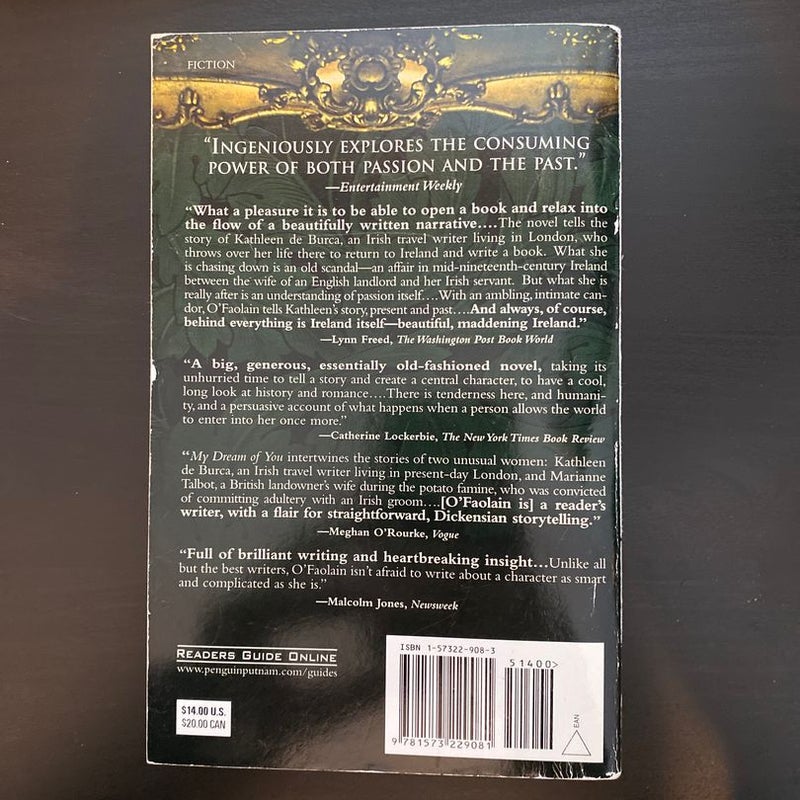 FICTION
“INGENIOUSLY EXPLORES THE CONSUMING
POWER OF BOTH PASSION AND THE PAST.”
—Entertainment Weekly
“What a pleasure it is to be able to open a book and relax into
the flow of a beautifully written narrative....The novel tells the
story of Kathleen de Burca, an Irish travel writer living in London, who
throws over her life there to return to Ireland and write a book. What she
is chasing down is an old scandal—an affair in mid-nineteenth-century Ireland
between the wife of an English landlord and her Irish servant. But what she is
really after is an understanding of passion itself....With an ambling, intimate can-
dor, O’Faolain tells Kathleen’s story, present and past....And always, of course,
behind everything is Ireland itself—beautiful, maddening Ireland.”
—Lynn Freed, The Washington Post Book World
“A big, generous, essentially old-fashioned novel, taking its
unhurried time to tell a story and create a central character, to have a cool,
long look at history and romance....There is tenderness here, and humani-
ty, and a persuasive account of what happens when a person allows the world
to enter into her once more.”
—Catherine Lockerbie, The New York Times Book Review
“My Dream of You intertwines the stories of two unusual women: Kathleen
de Burca, an Irish travel writer living in present-day London, and Marianne
Talbot, a British landowner’s wife during the potato famine, who was convicted
of committing adultery with an Irish groom....[O’Faolain is] a reader’s
writer, with a flair for straightforward, Dickensian storytelling.”
—Meghan O’Rourke, Vogue
“Full of brilliant writing and heartbreaking insight...Unlike all
but the best writers, O’Faolain isn’t afraid to write about a character as smart
and complicated as she is.”
—Malcolm Jones, Newsweek
READERS GUIDE ONLINE
www.penguinputnam.com/guides
$14.00 U.S.
$20.00 CAN
ISBN 1-57322-908-3
51400>
9 781573 229081
EAN